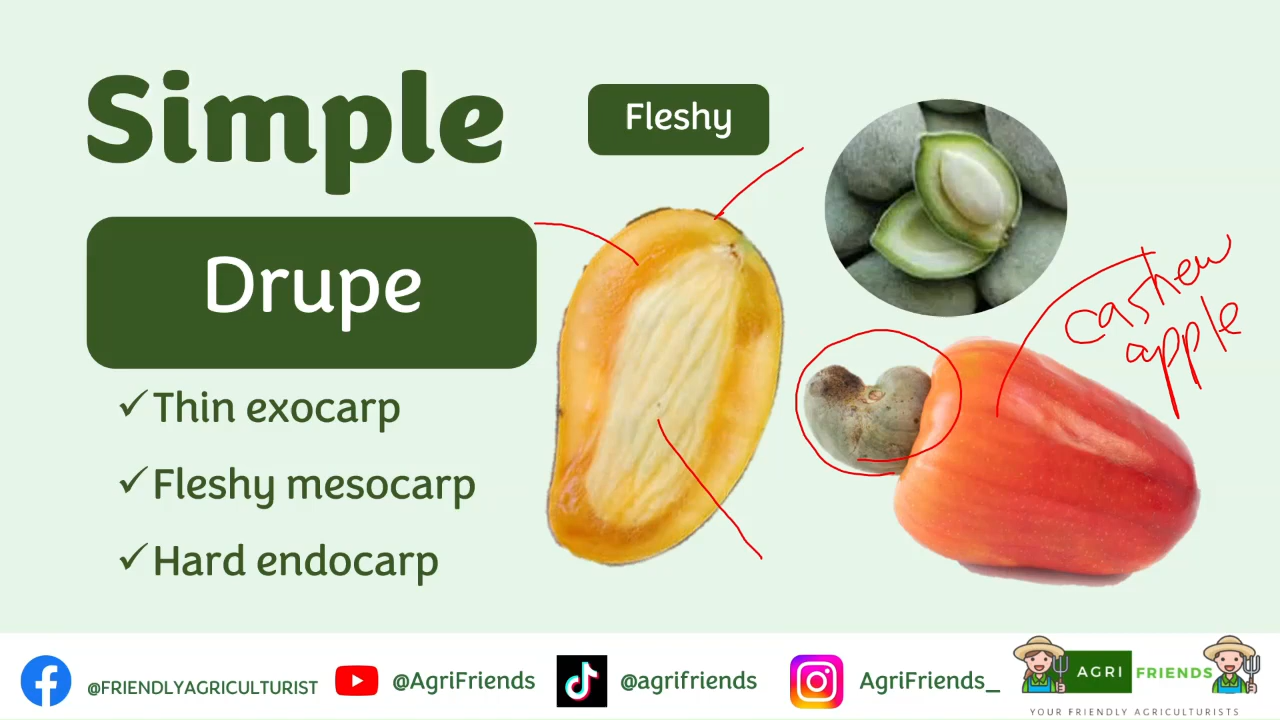 Simple
Fleshy
Drupe
✓Thin exocarp
✓Fleshy mesocarp
✓Hard endocarp
cashew
apple
@FRIENDLYAGRICULTURIST
@AgriFriends
@agrifriends
AgriFriends_
AGRI FRIENDS
YOUR FRIENDLY AGRICULTURISTS